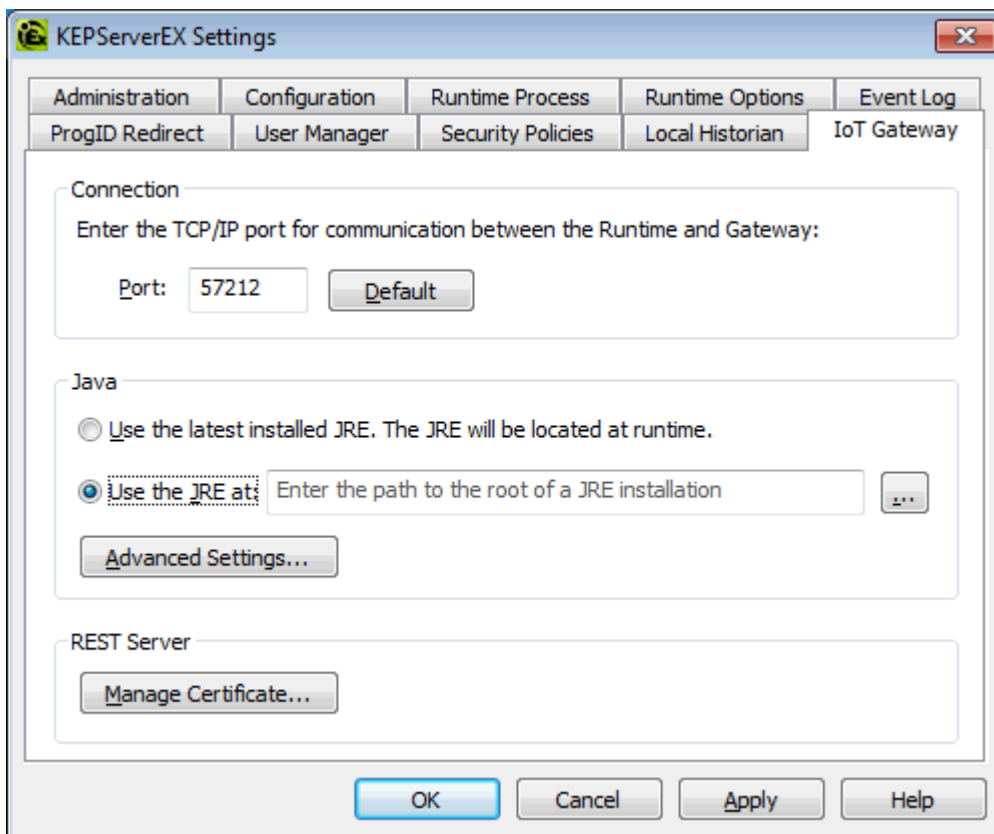 KEPServerEX Settings
Administration Configuration Runtime Process Runtime Options Event Log
ProgID Redirect User Manager Security Policies Local Historian IoT Gateway
Connection
Enter the TCP/IP port for communication between the Runtime and Gateway:
Port: 57212 Default
Java
Use the latest installed JRE. The JRE will be located at runtime.
Use the JRE at: Enter the path to the root of a JRE installation ...
Advanced Settings...
REST Server
Manage Certificate...
OK Cancel Apply Help